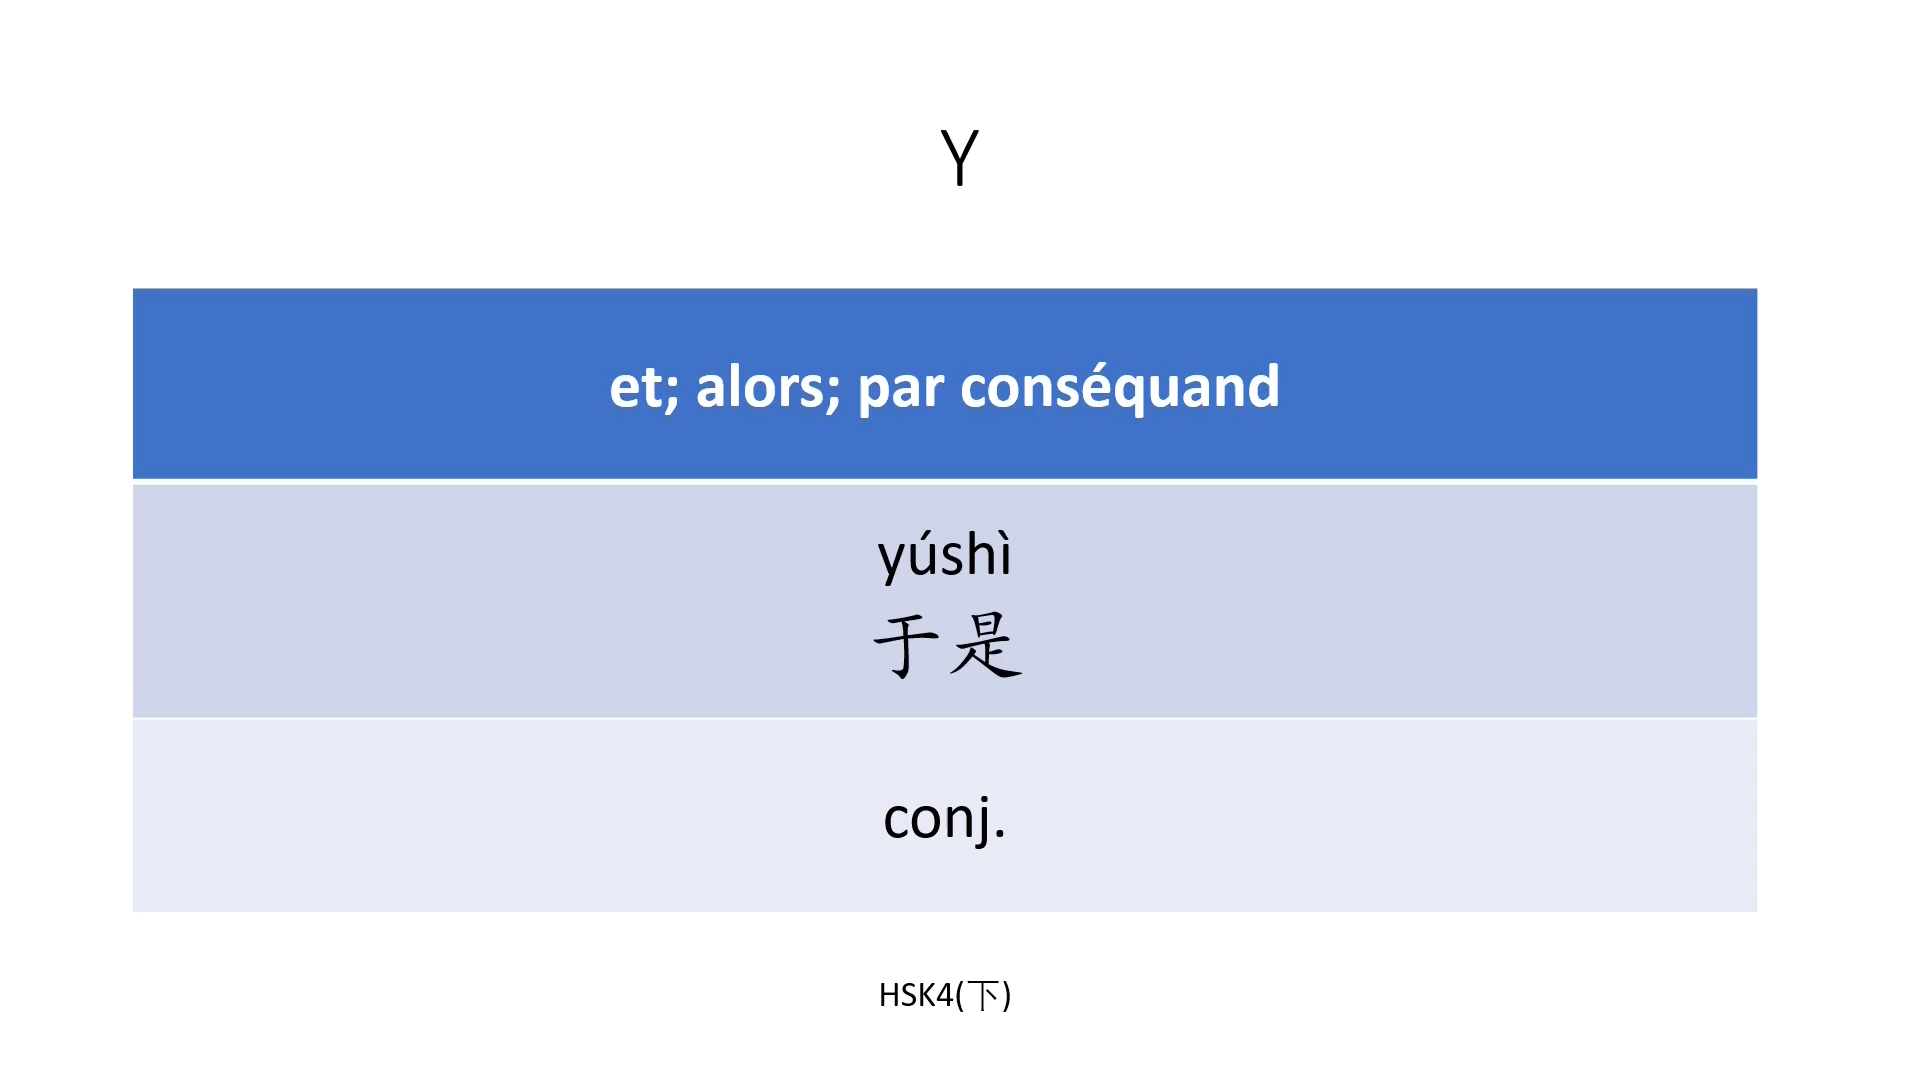 Y
et; alors; par conséquand
yúshì
于是
conj.
HSK4(下)